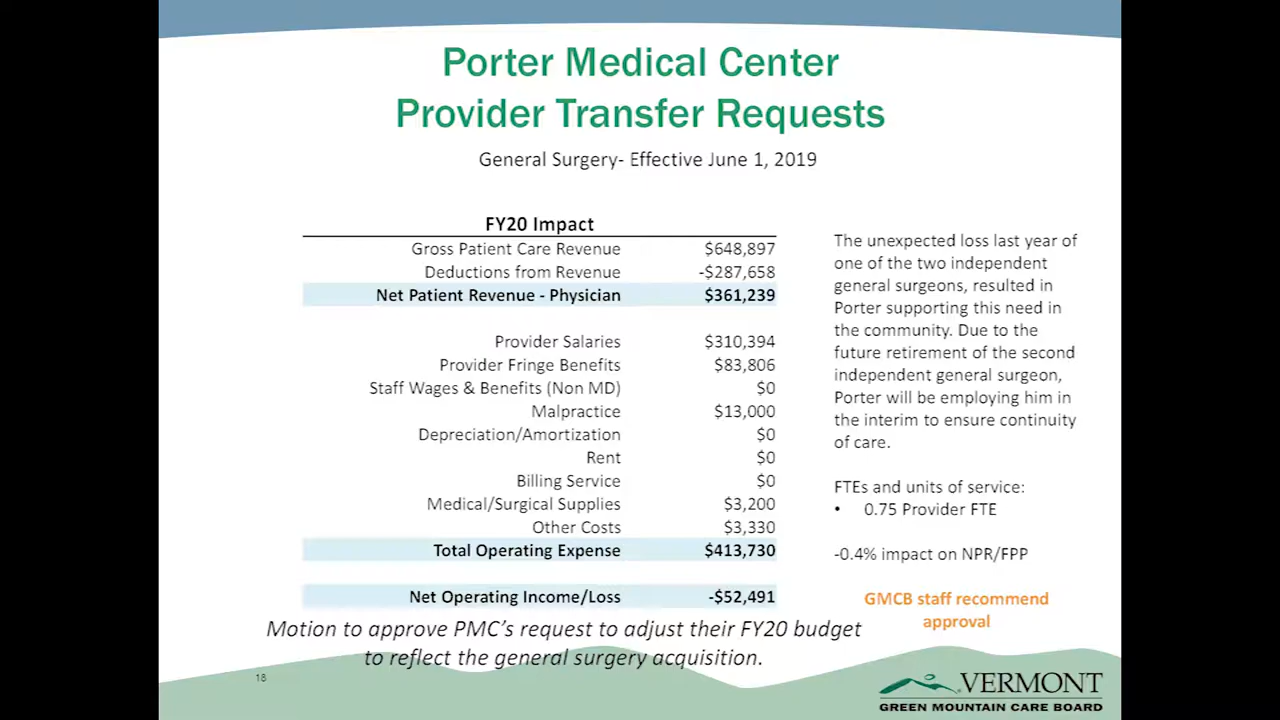 Porter Medical Center
Provider Transfer Requests
General Surgery- Effective June 1, 2019
FY20 Impact
Gross Patient Care Revenue $648,897
Deductions from Revenue -$287,658
Net Patient Revenue - Physician $361,239
Provider Salaries $310,394
Provider Fringe Benefits $83,806
Staff Wages & Benefits (Non MD) $0
Malpractice $13,000
Depreciation/Amortization $0
Rent $0
Billing Service $0
Medical/Surgical Supplies $3,200
Other Costs $3,330
Total Operating Expense $413,730
Net Operating Income/Loss -$52,491
The unexpected loss last year of
one of the two independent
general surgeons, resulted in
Porter supporting this need in
the community. Due to the
future retirement of the second
independent general surgeon,
Porter will be employing him in
the interim to ensure continuity
of care.
FTEs and units of service:
• 0.75 Provider FTE
-0.4% impact on NPR/FPP
GMCB staff recommend
approval
Motion to approve PMC's request to adjust their FY20 budget
to reflect the general surgery acquisition.
18
VERMONT
GREEN MOUNTAIN CARE BOARD